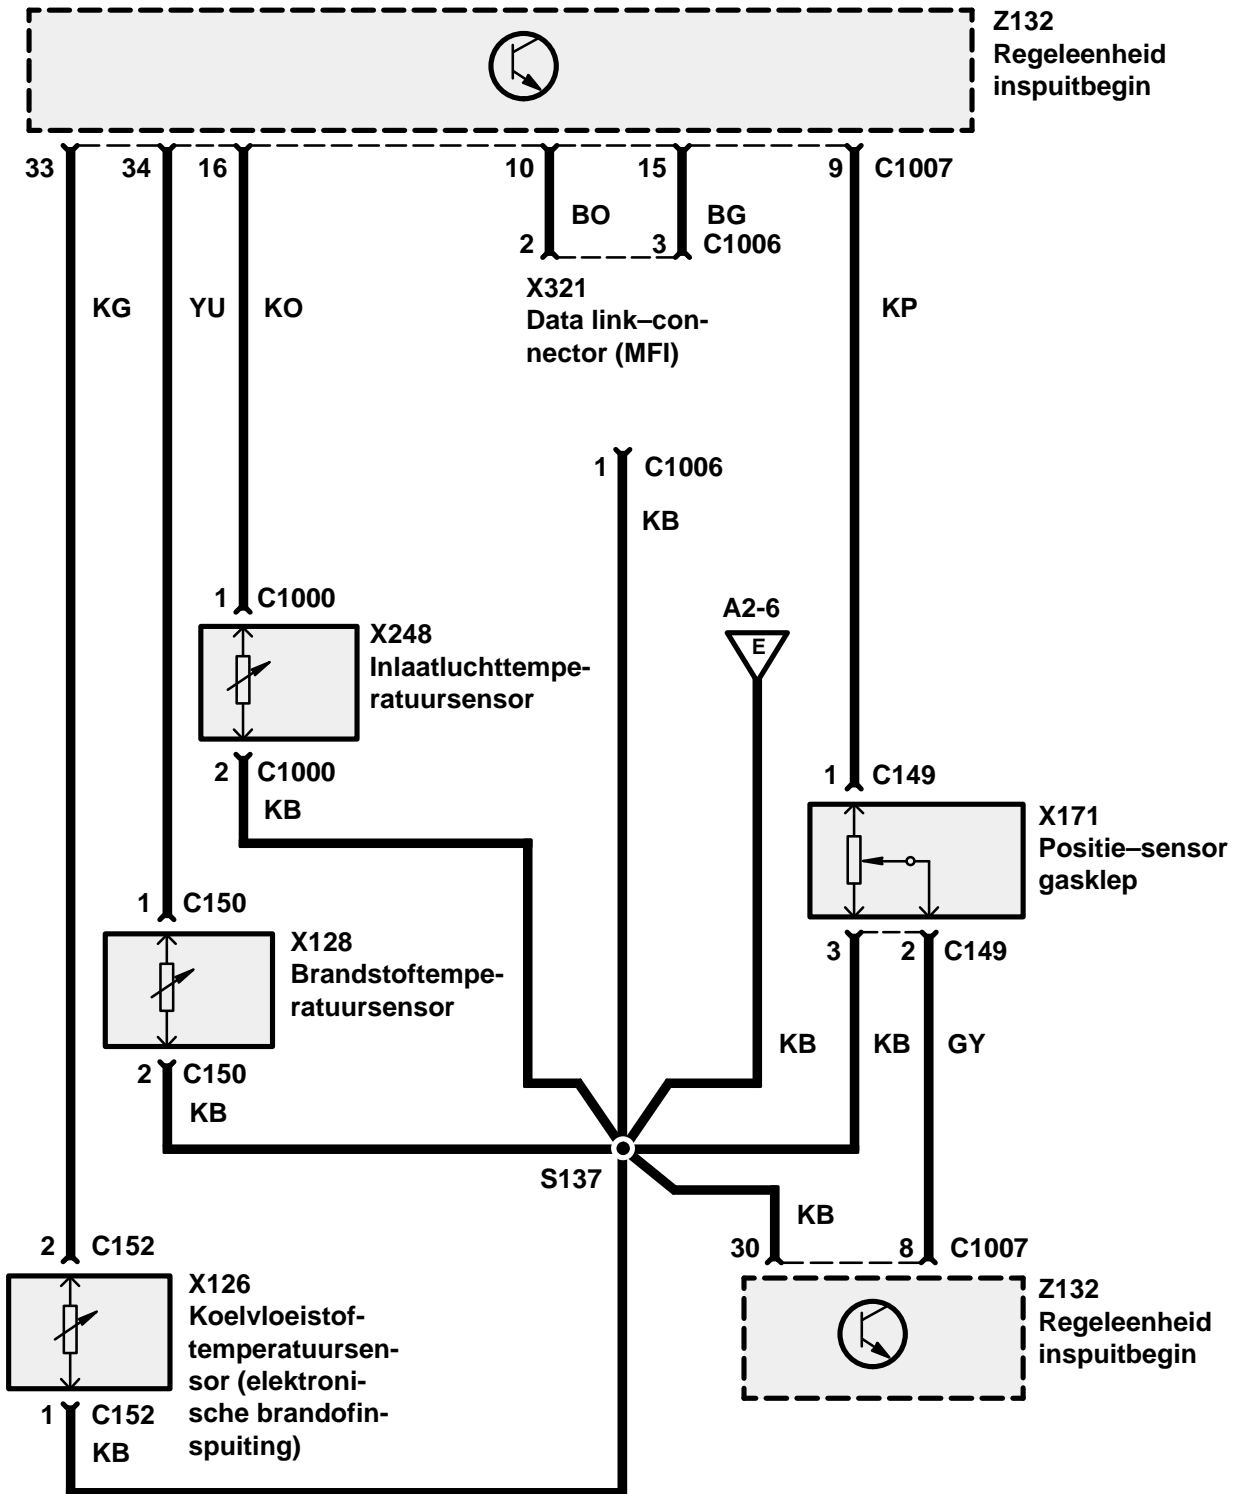 Z132
Regeleenheid
inspuitbegin
33 34 16 10 15 9 C1007
BO BG
2 3 C1006
X321
Data link–con-
nector (MFI)
KG YU KO KP
1 C1006
KB
1 C1000
A2-6
E
X248
Inlaatluchttempe-
ratuursensor
2 C1000
KB
1 C149
X171
Positie–sensor
gasklep
1 C150
X128
Brandstoftempe-
ratuursensor
3 2 C149
KB KB GY
2 C150
KB
S137
KB
30 8 C1007
2 C152
X126
Koelvloeistof-
temperatuursen-
sor (elektroni-
sche brandofin-
spuiting)
Z132
Regeleenheid
inspuitbegin
1 C152
KB